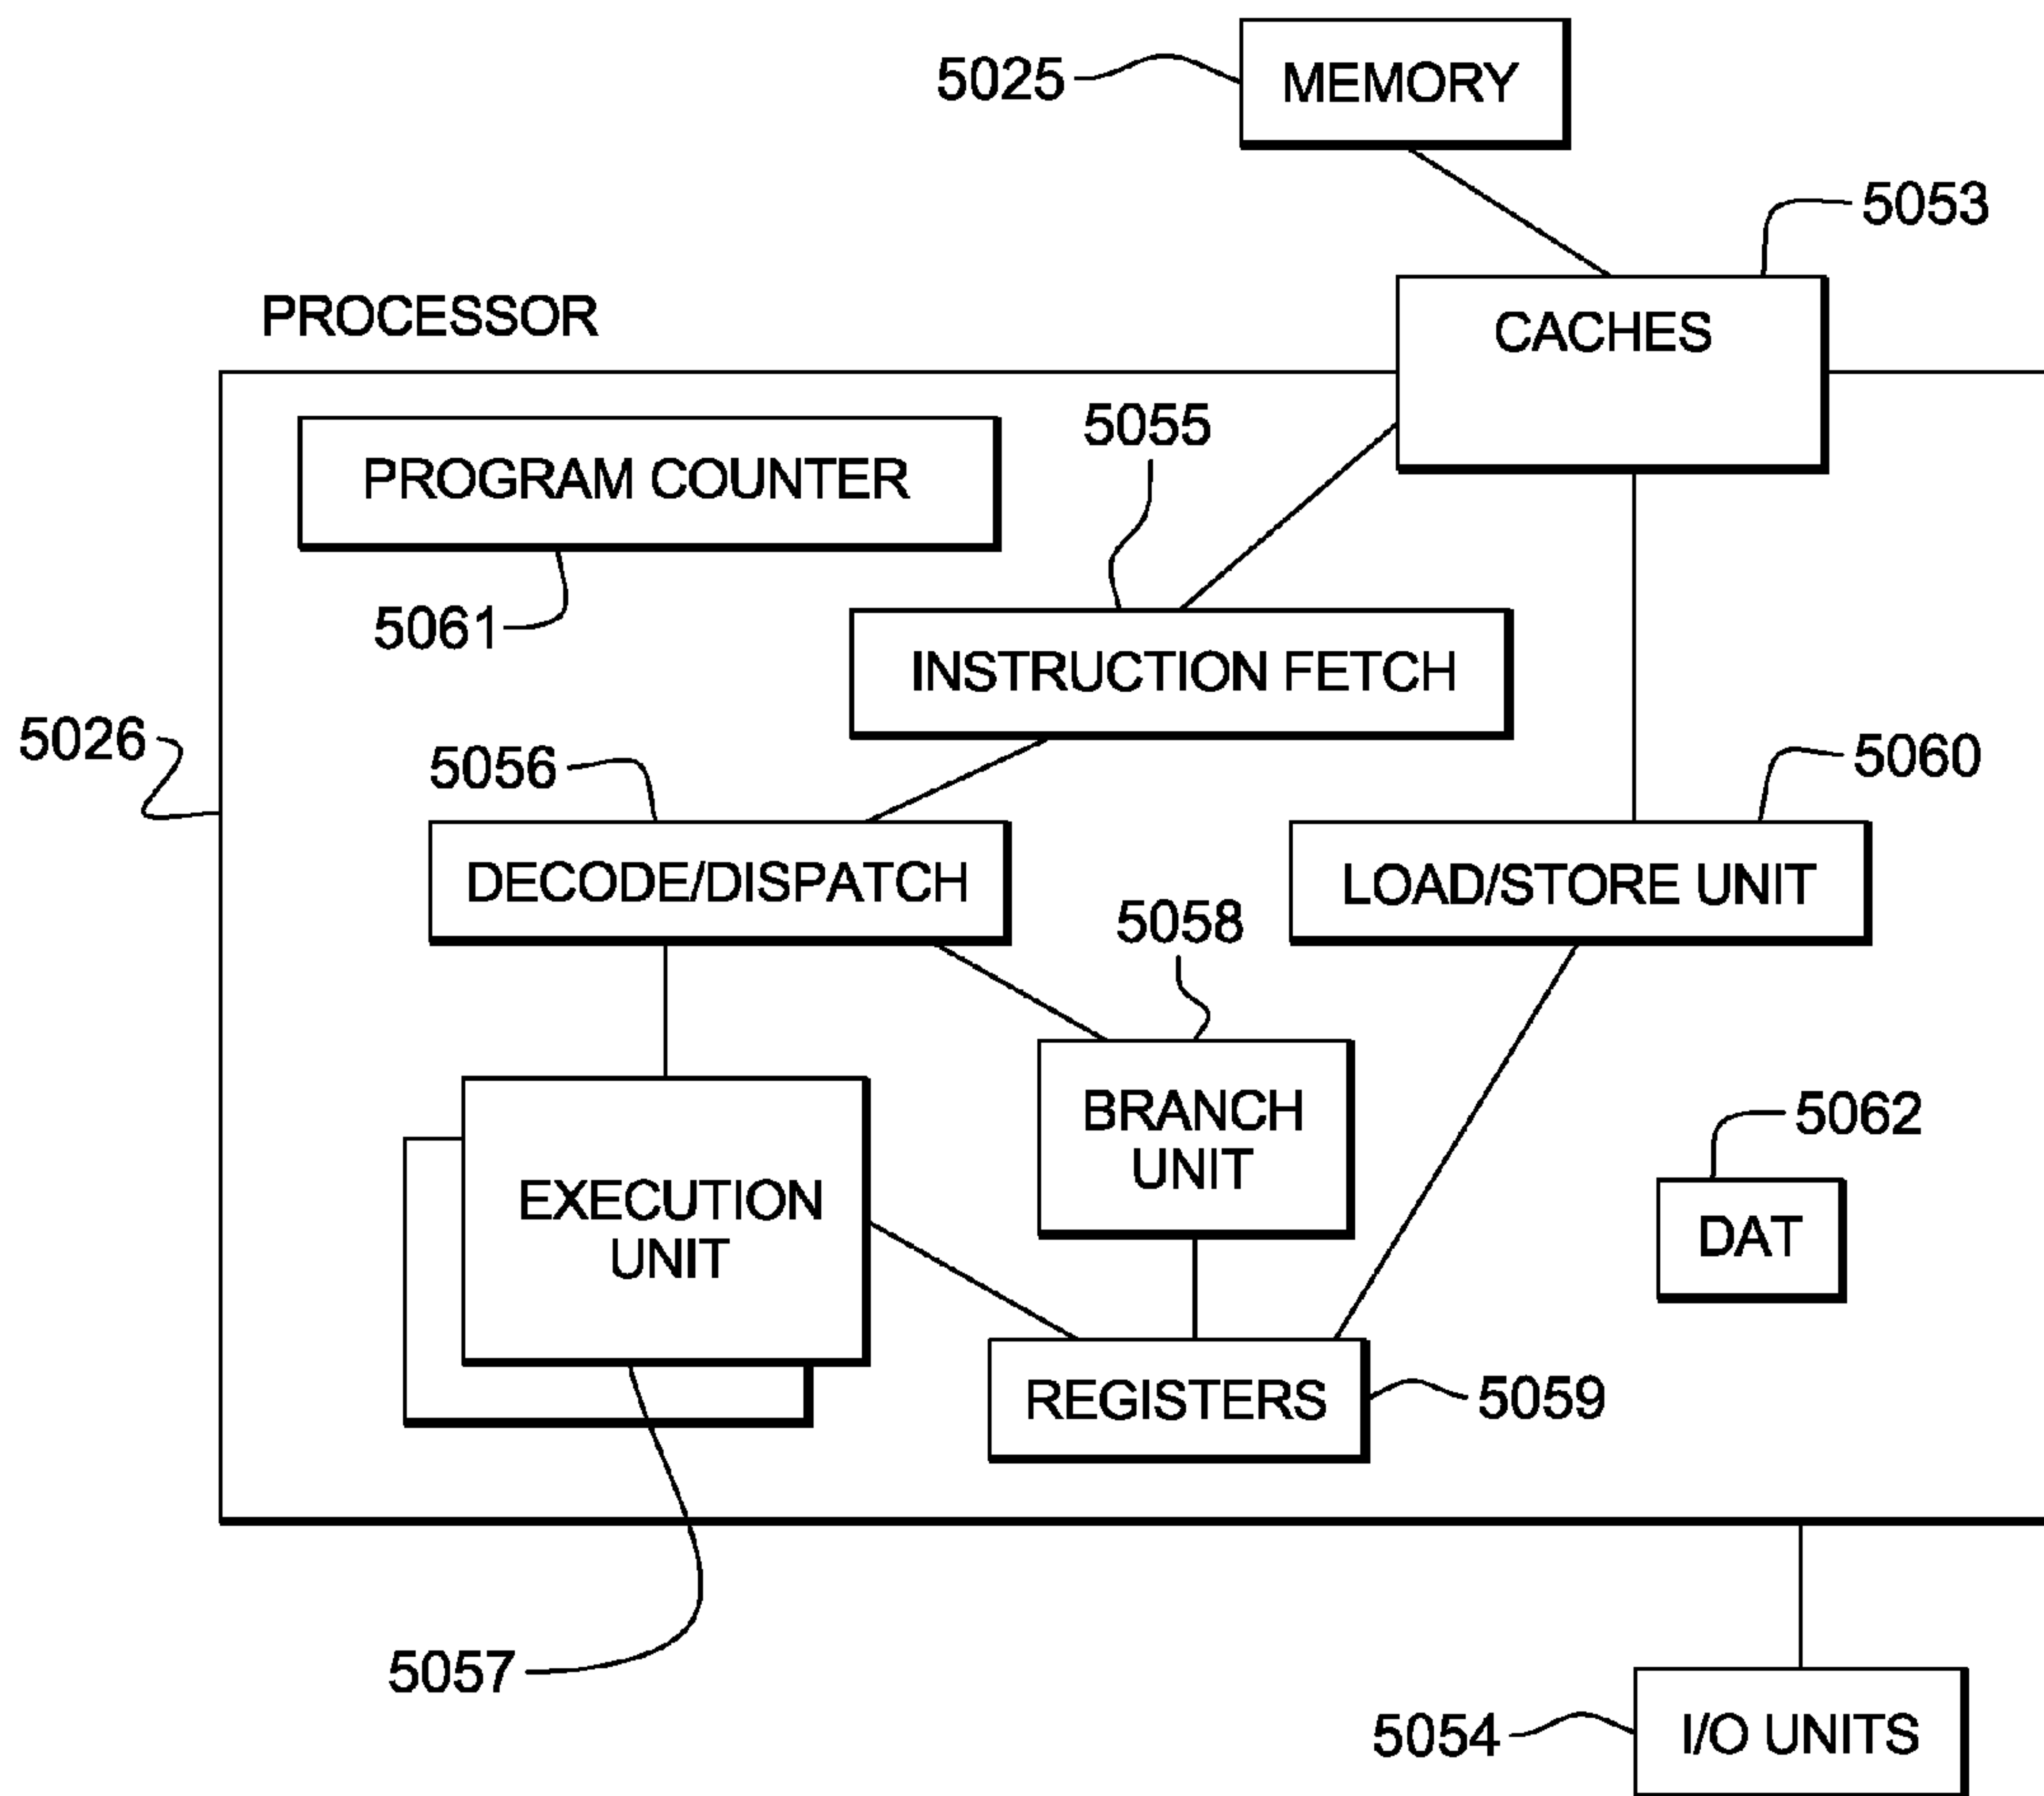 MEMORY
5025
5053
CACHES
PROCESSOR
5055
PROGRAM COUNTER
5061
INSTRUCTION FETCH
5026
5056
5060
DECODE/DISPATCH
LOAD/STORE UNIT
5058
BRANCH
UNIT
5062
EXECUTION
UNIT
DAT
REGISTERS
5059
5057
5054
I/O UNITS